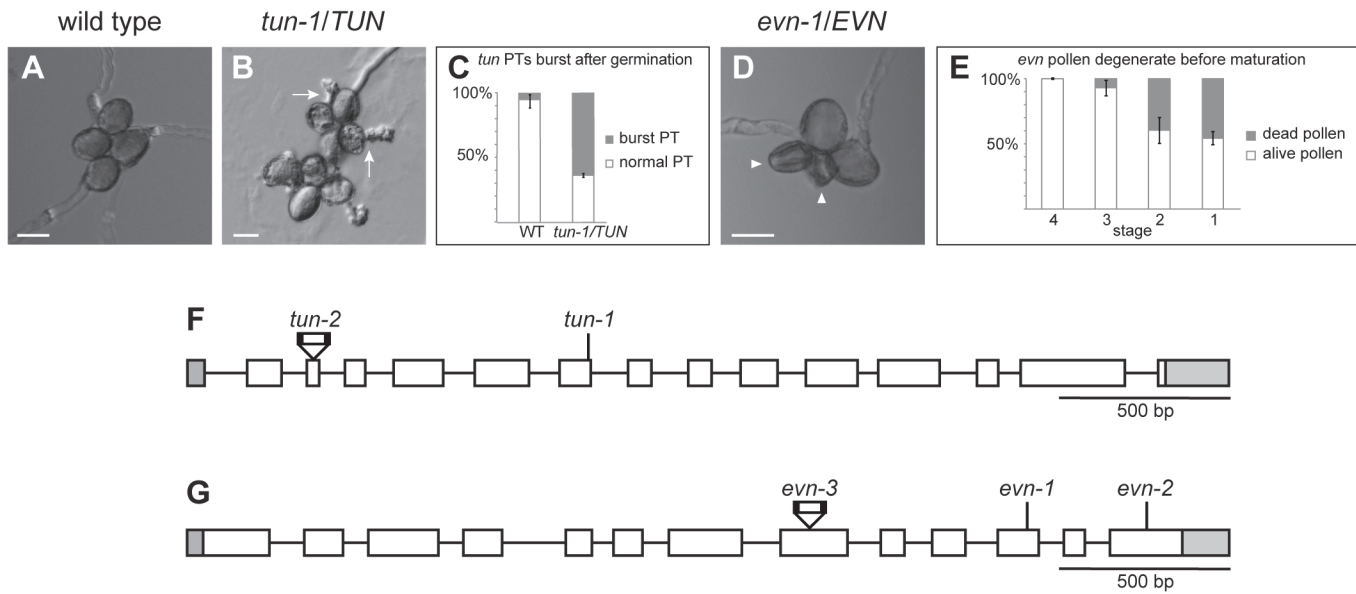 wild type
tun-1/TUN
evn-1/EVN
A
B
C tun PTs burst after germination
100%
50%
burst PT
normal PT
WT tun-1/TUN
D
E evn pollen degenerate before maturation
100%
50%
dead pollen
alive pollen
4 3 2 1
stage
F
tun-2
tun-1
500 bp
G
evn-3
evn-1
evn-2
500 bp